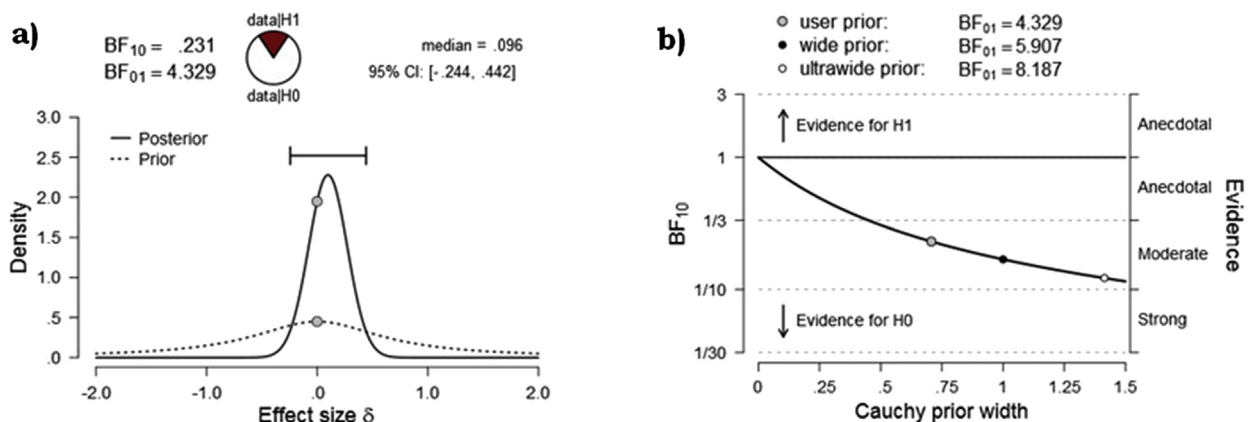 a)
data|H1
BF10 = .231
BF01 = 4.329
data|H0
median = .096
95% CI: [-.244, .442]
3.0
2.5
2.0
1.5
1.0
.5
.0
Density
Posterior
Prior
-2.0
-1.0
.0
1.0
2.0
Effect size δ
b)
user prior: BF01 = 4.329
wide prior: BF01 = 5.907
ultrawide prior: BF01 = 8.187
3
1
1/3
1/10
1/30
BF10
Evidence for H1
Evidence for H0
Anecdotal
Anecdotal
Moderate
Strong
Evidence
0
.25
.5
.75
1
1.25
1.5
Cauchy prior width